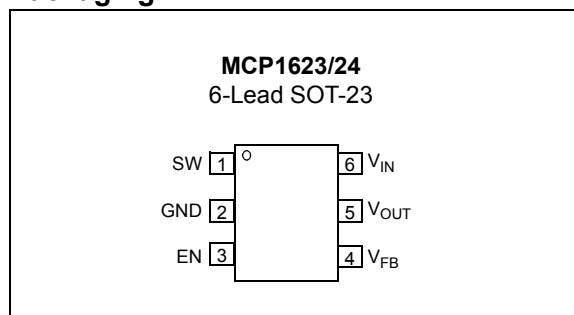 MCP1623/24
6-Lead SOT-23
SW 1 6 VIN
GND 2 5 VOUT
EN 3 4 VFB